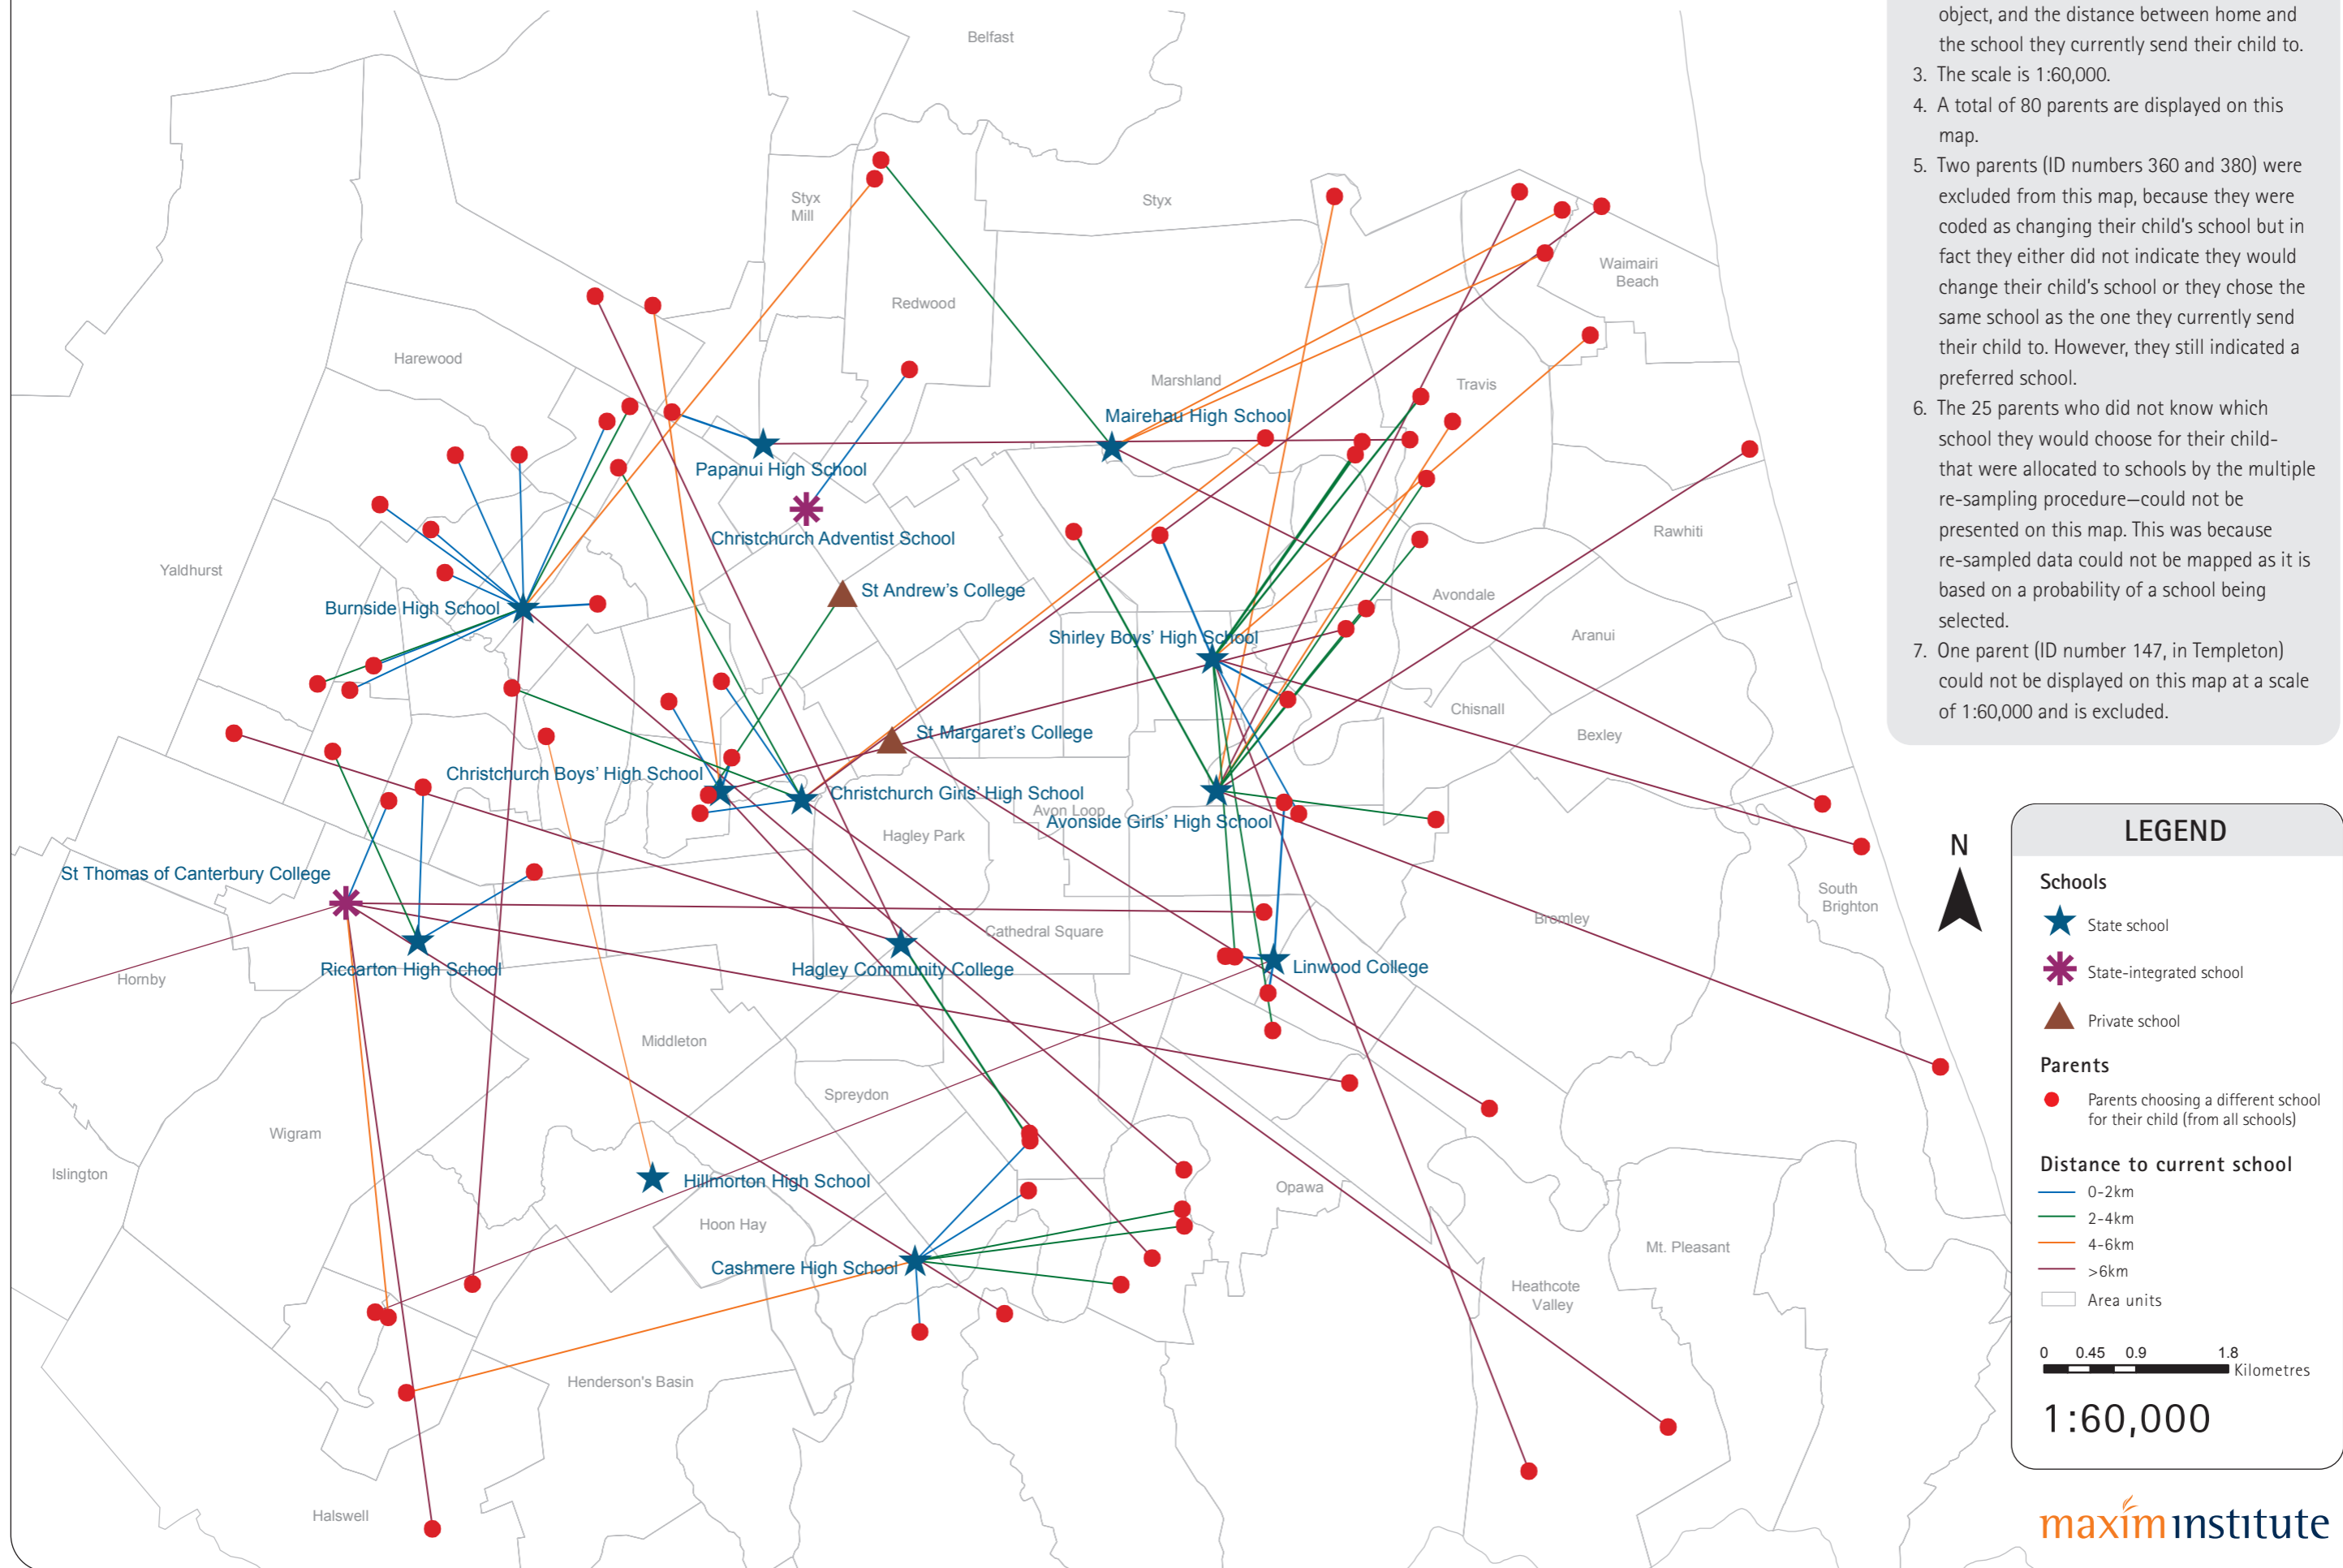 object, and the distance between home and
the school they currently send their child to.
3. The scale is 1:60,000.
4. A total of 80 parents are displayed on this
map.
5. Two parents (ID numbers 360 and 380) were
excluded from this map, because they were
coded as changing their child's school but in
fact they either did not indicate they would
change their child's school or they chose the
same school as the one they currently send
their child to. However, they still indicated a
preferred school.
6. The 25 parents who did not know which
school they would choose for their child-
that were allocated to schools by the multiple
re-sampling procedure—could not be
presented on this map. This was because
re-sampled data could not be mapped as it is
based on a probability of a school being
selected.
7. One parent (ID number 147, in Templeton)
could not be displayed on this map at a scale
of 1:60,000 and is excluded.
Belfast
Styx
Mill
Styx
Waimairi
Beach
Redwood
Harewood
Marshland
Travis
Mairehau High School
Papanui High School
Christchurch Adventist School
Rawhiti
Yaldhurst
St Andrew's College
Avondale
Burnside High School
Shirley Boys' High School
Aranui
Chisnall
St Margaret's College
Bexley
Christchurch Boys' High School
Christchurch Girls' High School
Avon Loop
Avonside Girls' High School
Hagley Park
St Thomas of Canterbury College
South
Brighton
Bromley
Cathedral Square
Riccarton High School
Hagley Community College
Linwood College
Hornby
Middleton
Spreydon
Wigram
Islington
Hillmorton High School
Opawa
Hoon Hay
Mt. Pleasant
Cashmere High School
Heathcote
Valley
Henderson's Basin
Halswell
N
LEGEND
Schools
State school
State-integrated school
Private school
Parents
Parents choosing a different school
for their child (from all schools)
Distance to current school
0-2km
2-4km
4-6km
>6km
Area units
0 0.45 0.9 1.8
Kilometres
1:60,000
maxim institute